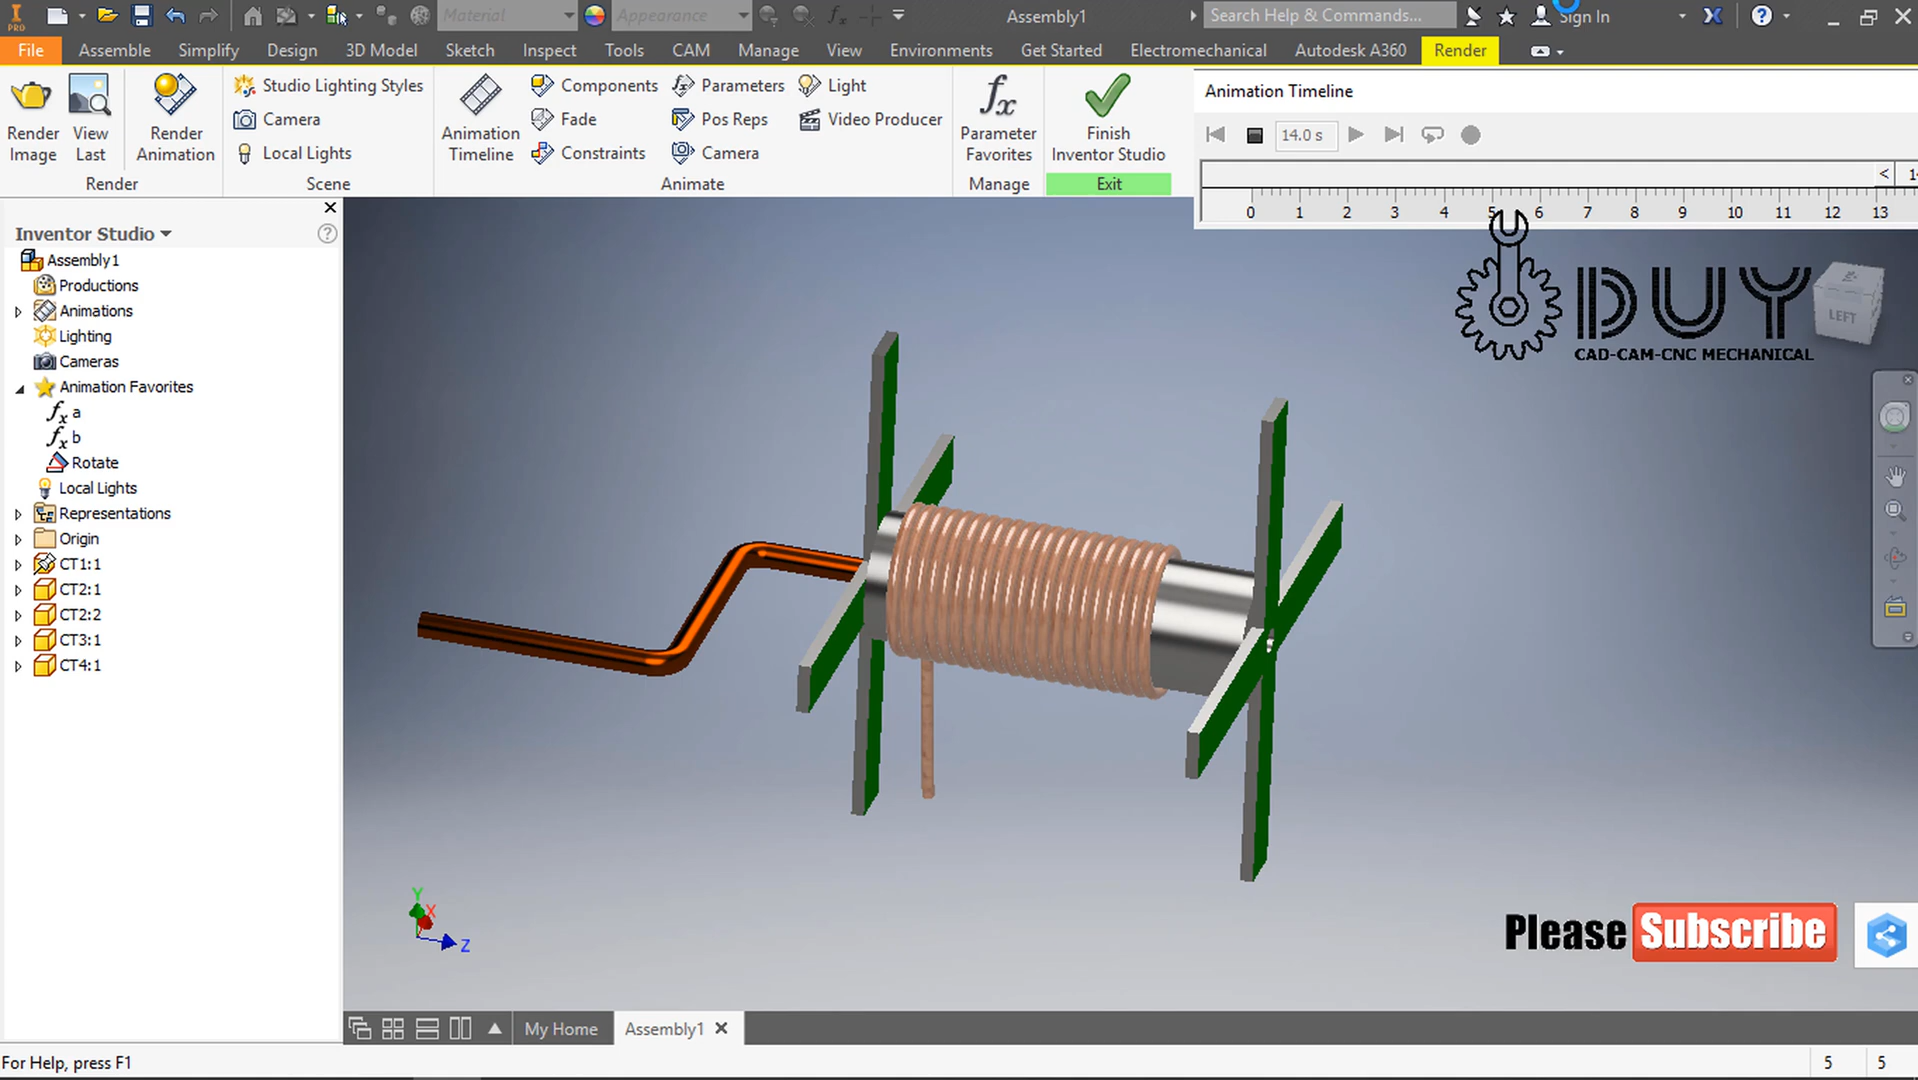 PRO
Material
Appearance
Assembly1
Search Help & Commands...
Sign In
File
Assemble
Simplify
Design
3D Model
Sketch
Inspect
Tools
CAM
Manage
View
Environments
Get Started
Electromechanical
Autodesk A360
Render
Render Image
View Last
Render Animation
Studio Lighting Styles
Camera
Local Lights
Animation Timeline
Components
Fade
Constraints
Parameters
Pos Reps
Camera
Light
Video Producer
fx
Parameter Favorites
Finish Inventor Studio
Render
Scene
Animate
Manage
Exit
Animation Timeline
14.0 s
<
0 1 2 3 4 5 6 7 8 9 10 11 12 13
Inventor Studio
Assembly1
Productions
Animations
Lighting
Cameras
Animation Favorites
fx a
fx b
Rotate
Local Lights
Representations
Origin
CT1:1
CT2:1
CT2:2
CT3:1
CT4:1
DUY
CAD-CAM-CNC MECHANICAL
LEFT
Y
X
Z
Please Subscribe
My Home
Assembly1
For Help, press F1
5
5